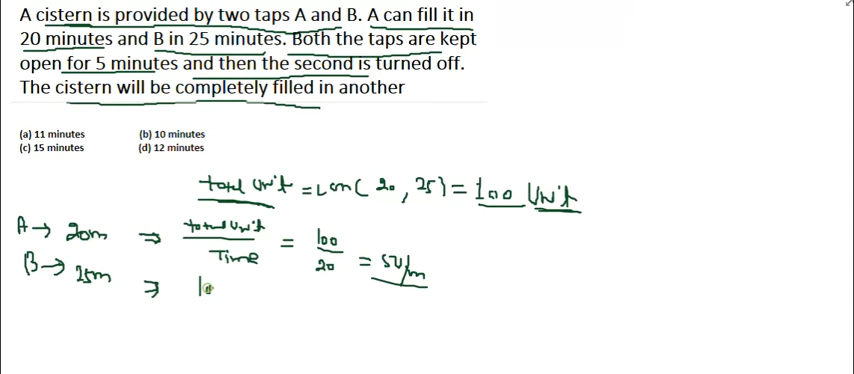 A cistern is provided by two taps A and B. A can fill it in
20 minutes and B in 25 minutes. Both the taps are kept
open for 5 minutes and then the second is turned off.
The cistern will be completely filled in another
(a) 11 minutes (b) 10 minutes
(c) 15 minutes (d) 12 minutes
total unit = LCM ( 20 , 25 ) = 100 Unit
A → 20m ⇒ total unit / Time = 100 / 20 = 5U/m
B → 25m ⇒ 10